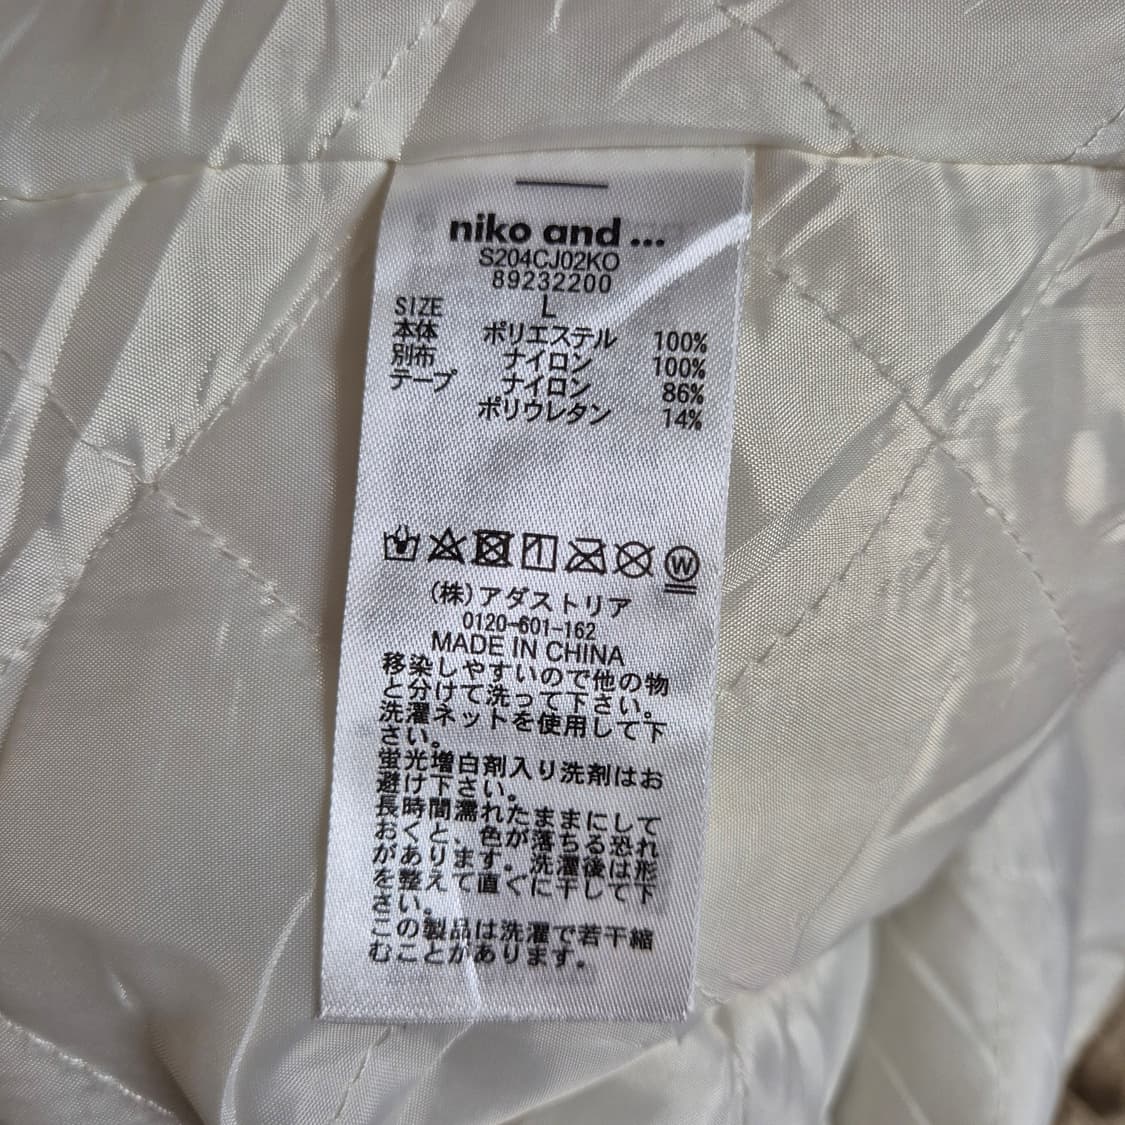 niko and ...
S204CJ02KO
89232200
SIZE L
本体 ポリエステル 100%
別布 ナイロン 100%
テープ ナイロン 86%
ポリウレタン 14%
W
(株)アダストリア
0120-601-162
MADE IN CHINA
移染しやすいので他の物
と分けて洗って下さい。
洗濯ネットを使用して下
さい。
蛍光増白剤入り洗剤はお
避け下さい。
長時間濡れたままにして
おくと、色が落ちる恐れ
があります。洗濯後は形
を整えて直ぐに干して下
さい。
この製品は洗濯で若干縮
むことがあります。